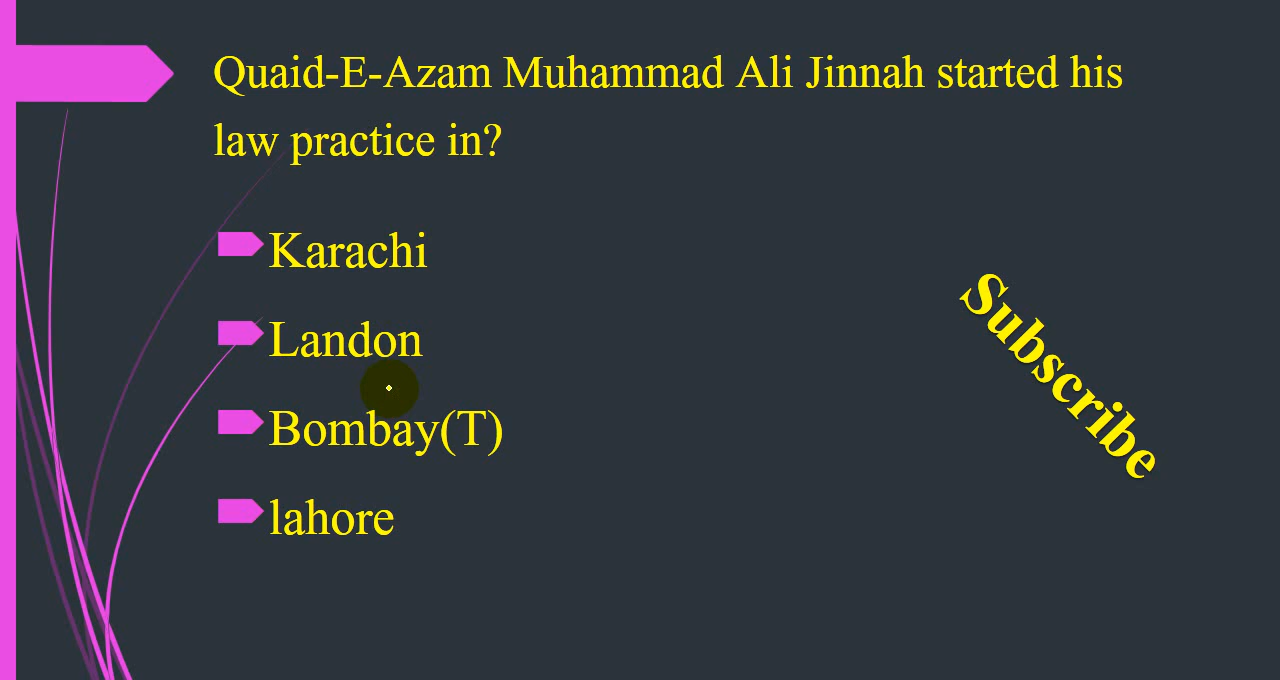 Quaid-E-Azam Muhammad Ali Jinnah started his
law practice in?
Karachi
Landon
Bombay(T)
lahore
Subscribe